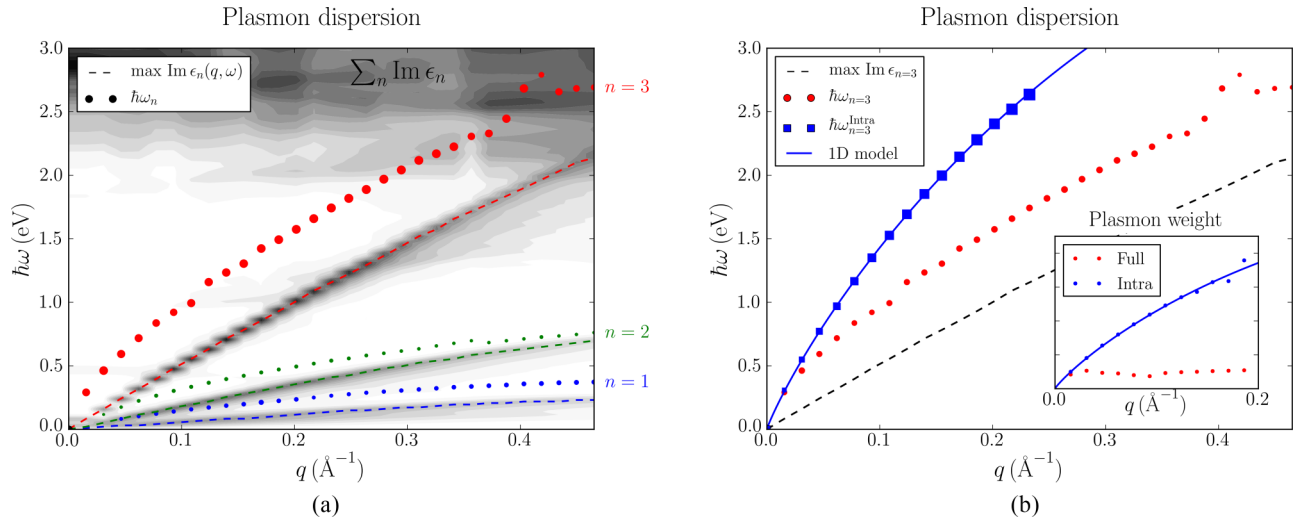 Plasmon dispersion
3.0
2.5
2.0
1.5
1.0
0.5
0.0
ħω (eV)
max Im ϵₙ(q, ω)
ħωₙ
∑ₙ Im ϵₙ
n = 3
n = 2
n = 1
0.0 0.1 0.2 0.3 0.4
q (Å⁻¹)
(a)
Plasmon dispersion
3.0
2.5
2.0
1.5
1.0
0.5
0.0
ħω (eV)
max Im ϵₙ₌₃
ħωₙ₌₃
ħωₙ₌₃ᴵⁿᵗʳᵃ
1D model
Plasmon weight
Full
Intra
0.0 0.1 0.2
q (Å⁻¹)
0.0 0.1 0.2 0.3 0.4
q (Å⁻¹)
(b)